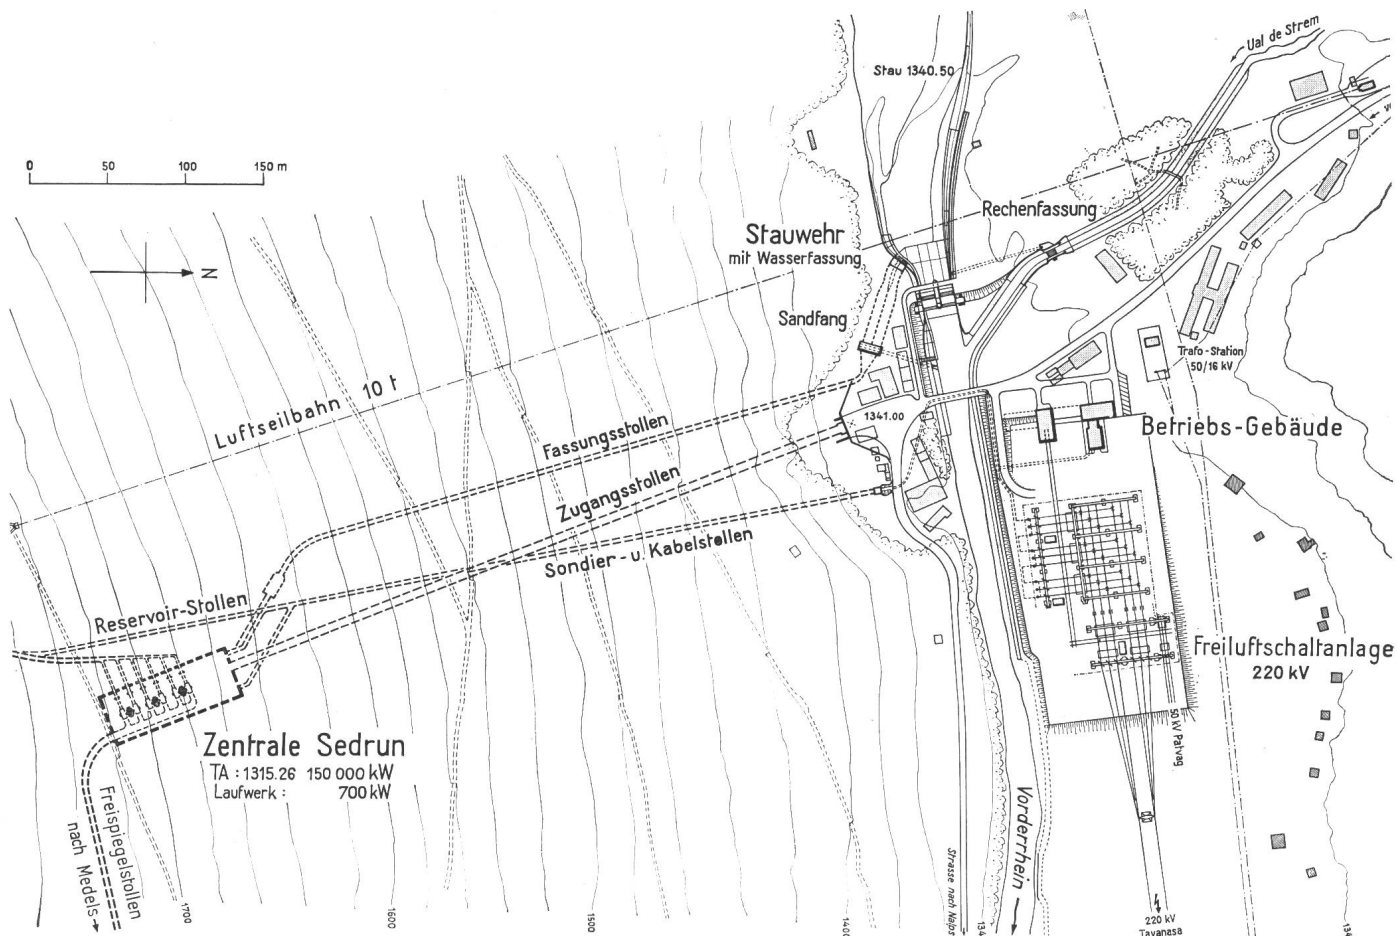 Ual de Strem
Stau 1340.50
0 50 100 150 m
Rechenfassung
Stauwehr
mit Wasserfassung
N
Sandfang
Trafo-Station
50/16 kV
Luftseilbahn 10 t
1341.00
Betriebs-Gebäude
Fassungsstollen
Zugangsstollen
Sondier- u. Kabelstollen
Reservoir-Stollen
Freiluftschaltanlage
220 kV
50 kV Patvag
Zentrale Sedrun
TA : 1315.26 150 000 kW
Laufwerk : 700 kW
Freispiegelstollen
nach Medels
Vorderrhein
Strasse nach Nalps
1700
1600
1500
1400
220 kV
Tavanasa